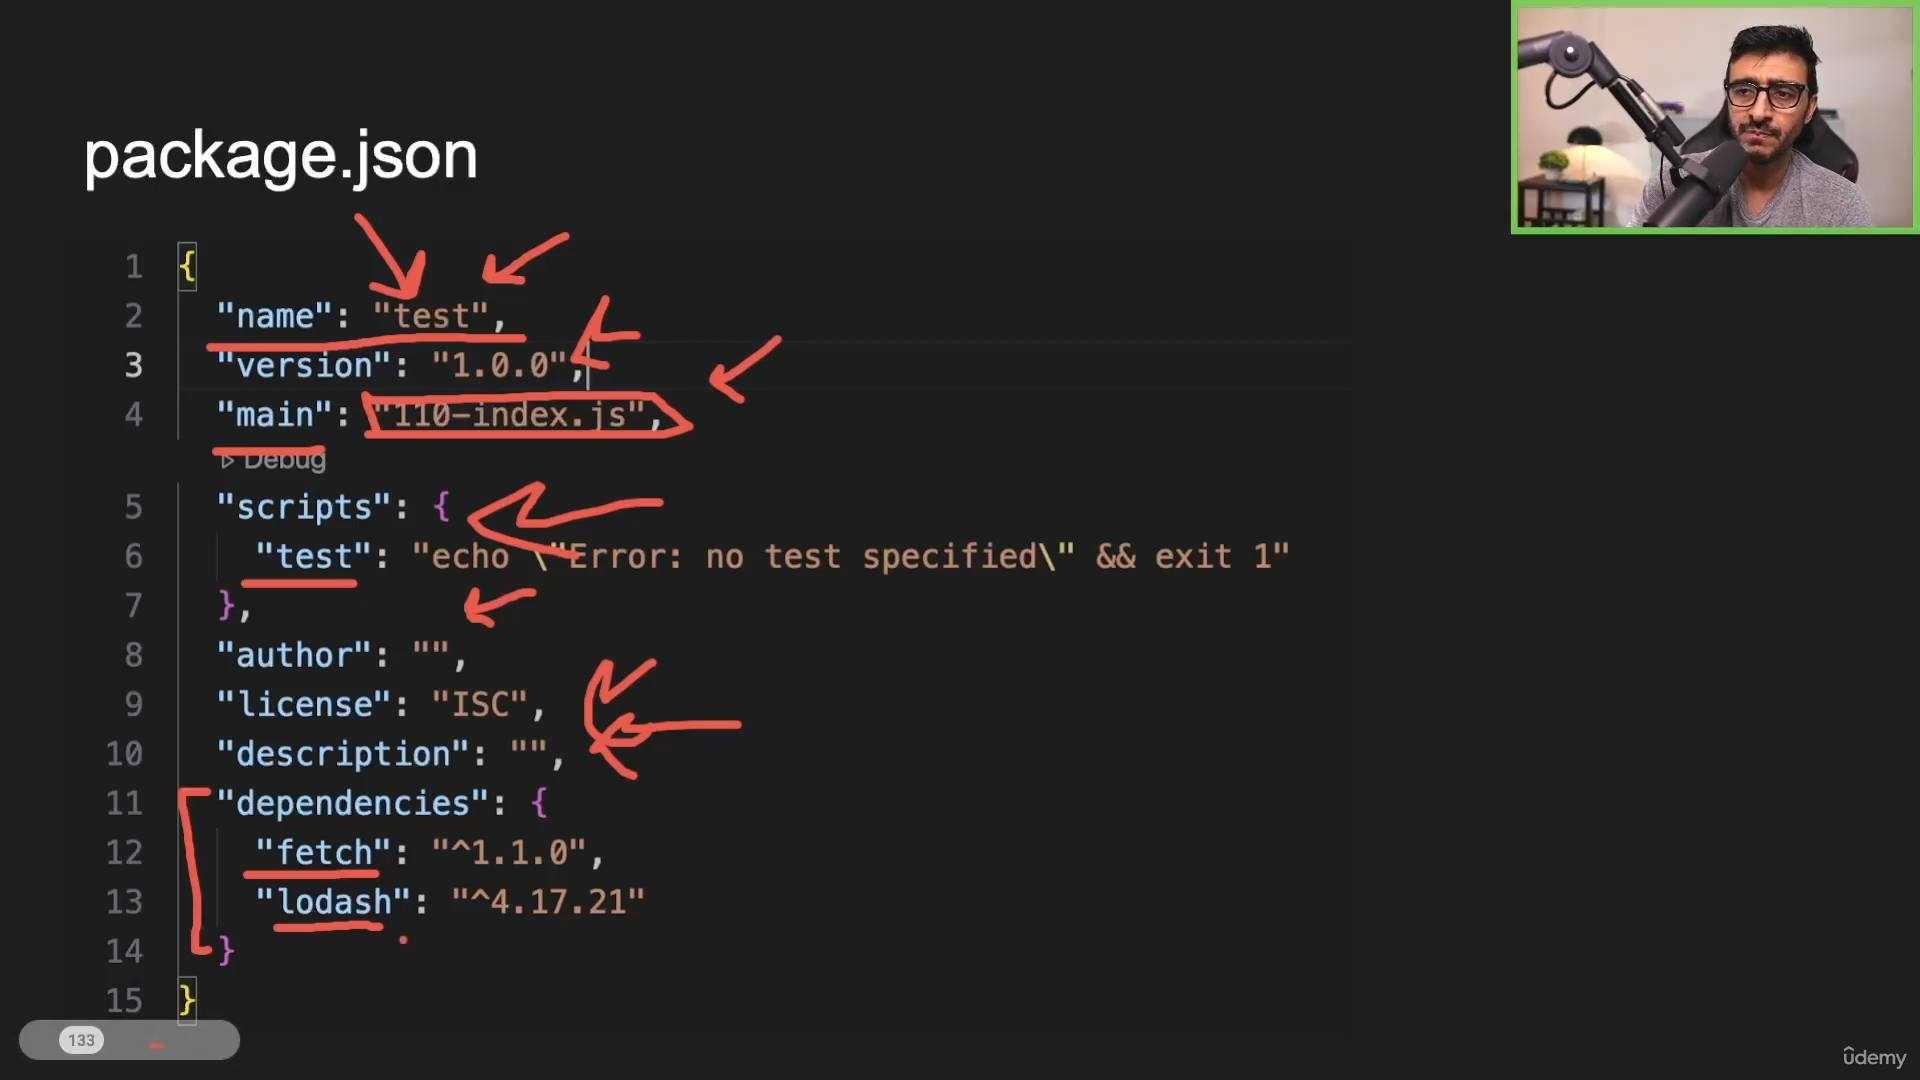 package.json
1 {
2 "name": "test",
3 "version": "1.0.0",
4 "main": "110-index.js",
Debug
5 "scripts": {
6 "test": "echo \"Error: no test specified\" && exit 1"
7 },
8 "author": "",
9 "license": "ISC",
10 "description": "",
11 "dependencies": {
12 "fetch": "^1.1.0",
13 "lodash": "^4.17.21"
14 }
15 }
133
ûdemy